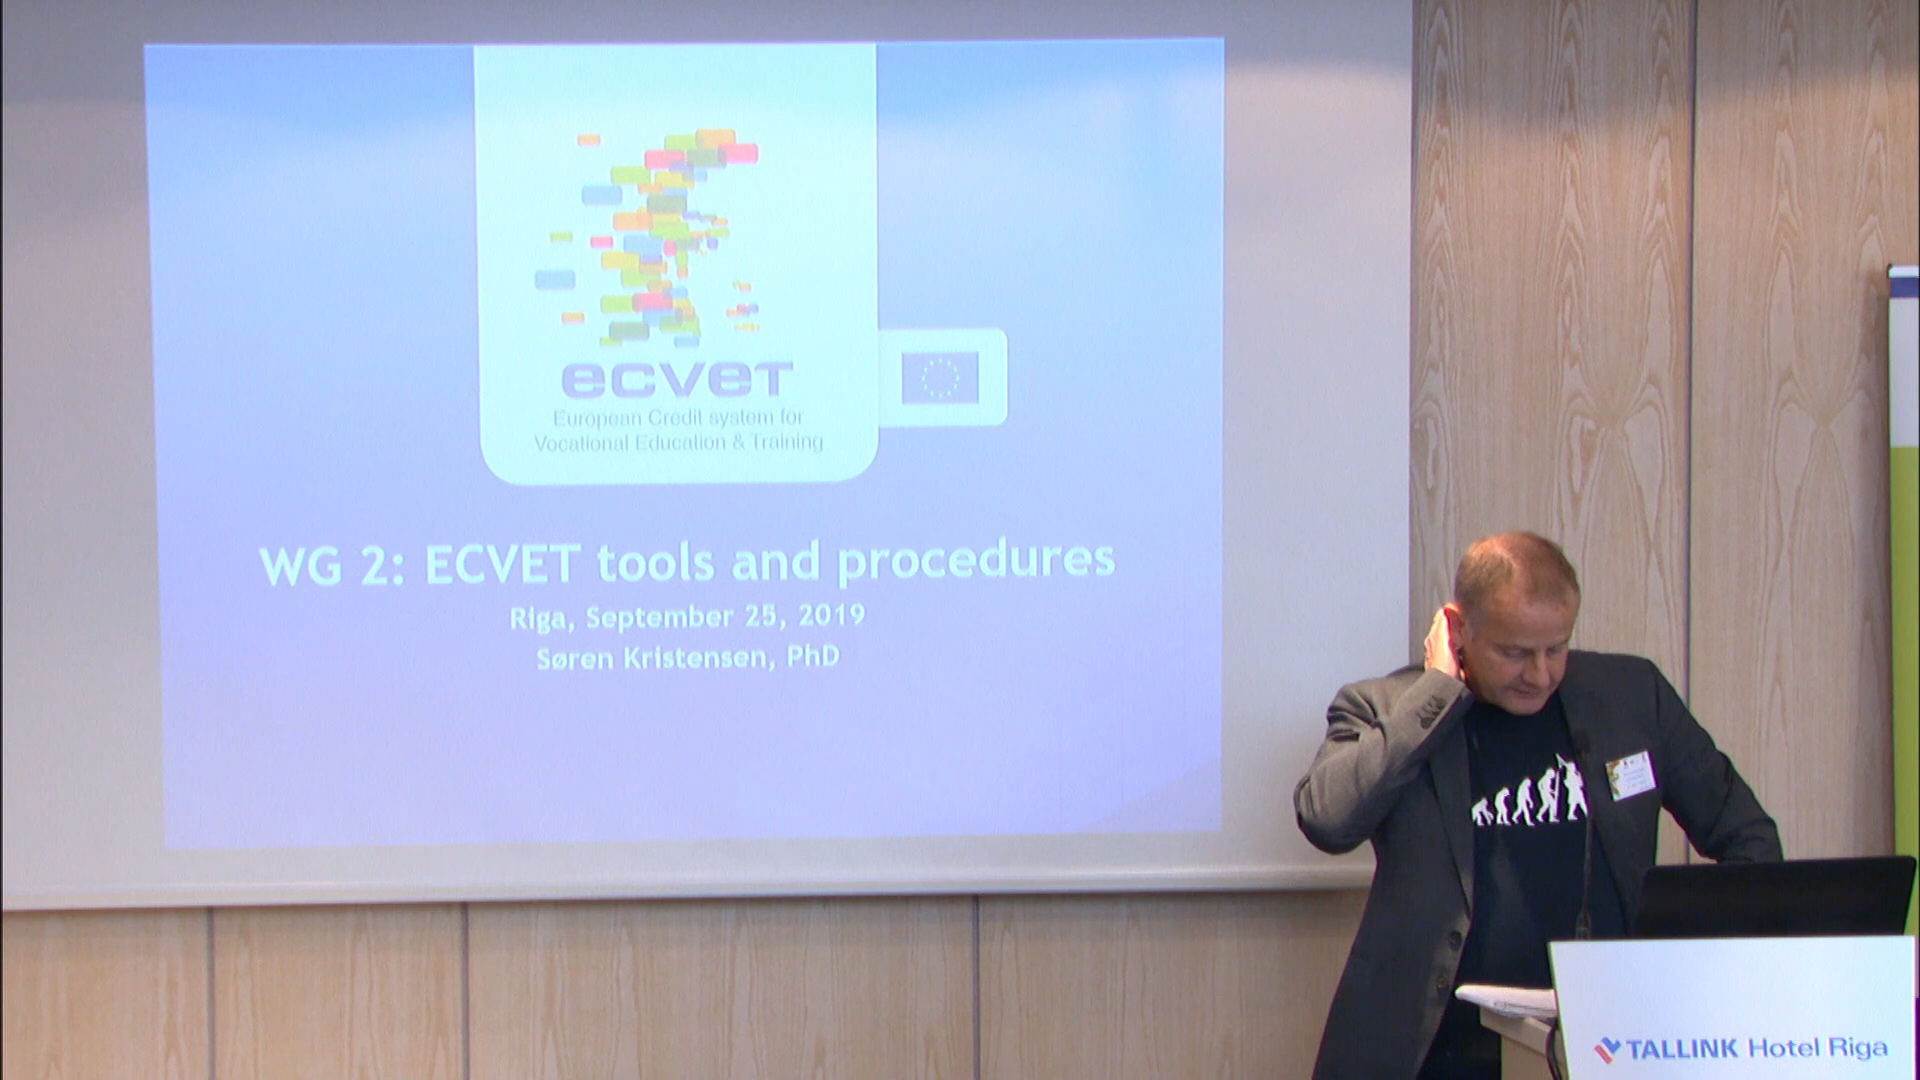 ecveT
European Credit system for
Vocational Education & Training
WG 2: ECVET tools and procedures
Riga, September 25, 2019
Søren Kristensen, PhD
TALLINK Hotel Riga